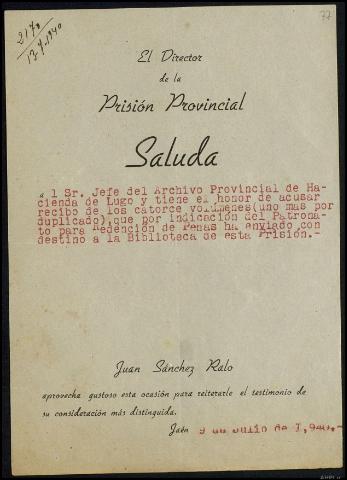 77
217º
13-7-1940
El Director
de la
Prisión Provincial
Saluda
a l Sr. Jefe del Archivo Provincial de Ha-
cienda de Lugo y tiene el honor de acusar
recibo de los catorce volúmenes(uno mas por
duplicado),que por indicación del Patrona-
to para Redención de Penas ha enviado con
destino a la Biblioteca de esta Prisión.-
Juan Sánchez Ralo
aprovecha gustoso esta ocasión para reiterarle el testimonio de
su consideración más distinguida.
Jaén 9 de Julio de 1,940.-